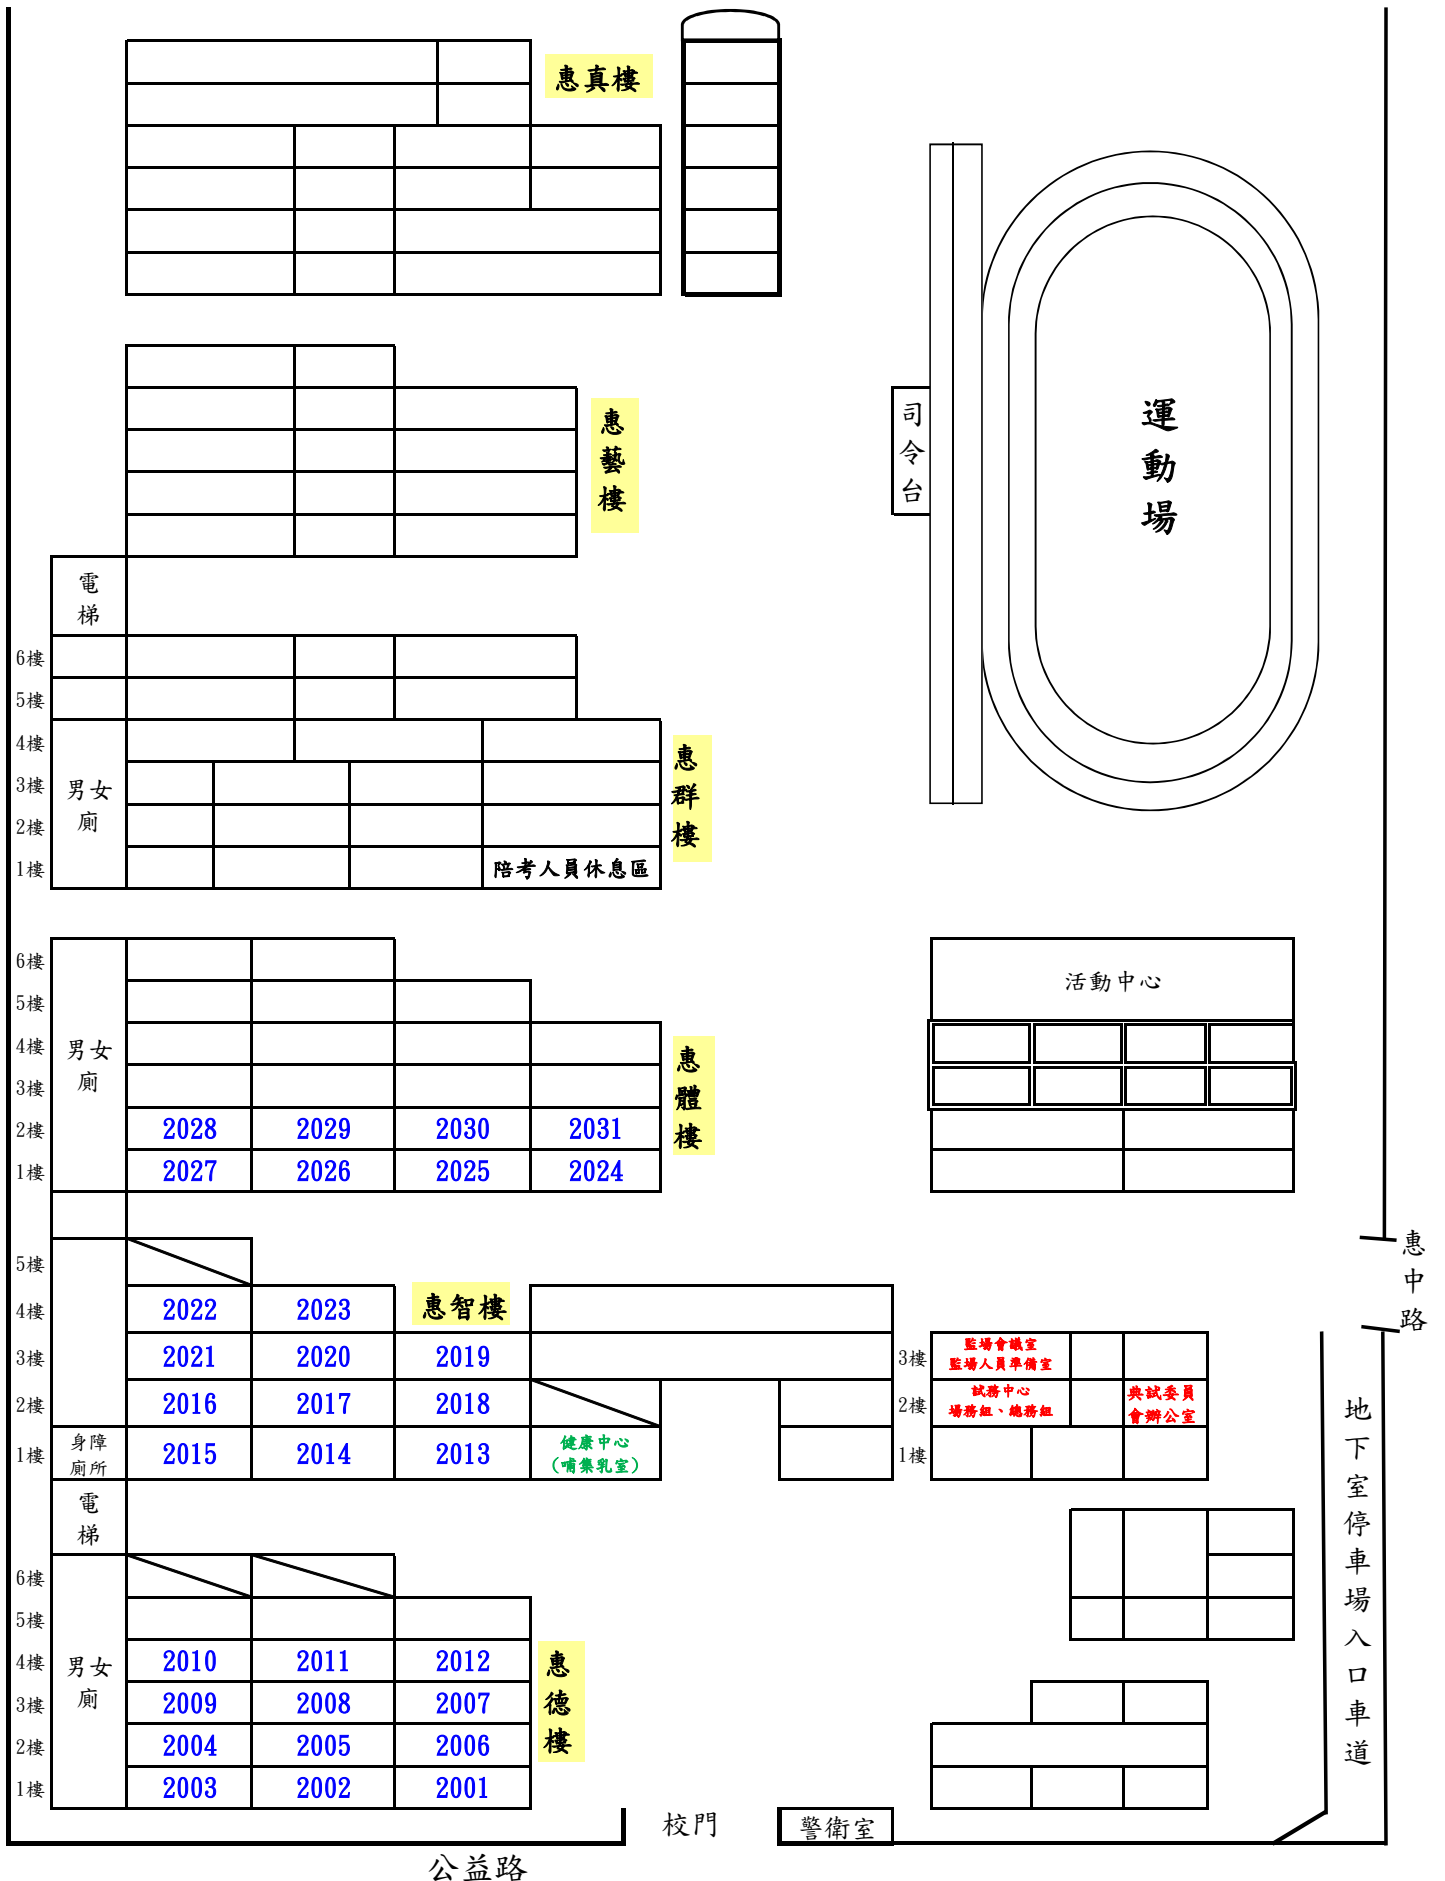 惠真樓
惠藝樓
司令台
運動場
電梯
6樓
5樓
4樓
3樓
2樓
1樓
男女廁
惠群樓
陪考人員休息區
6樓
5樓
4樓
3樓
2樓
1樓
男女廁
惠體樓
活動中心
2028 2029 2030 2031
2027 2026 2025 2024
5樓
4樓 2022 2023 惠智樓
3樓 2021 2020 2019
2樓 2016 2017 2018
1樓 身障廁所 2015 2014 2013
健康中心
(哺集乳室)
3樓
監場會議室
監場人員準備室
2樓
試務中心
場務組、總務組
典試委員
會辦公室
1樓
惠中路
地下室停車場入口車道
電梯
6樓
5樓
4樓 2010 2011 2012
3樓 2009 2008 2007
2樓 2004 2005 2006
1樓 2003 2002 2001
男女廁
惠德樓
校門
警衛室
公益路